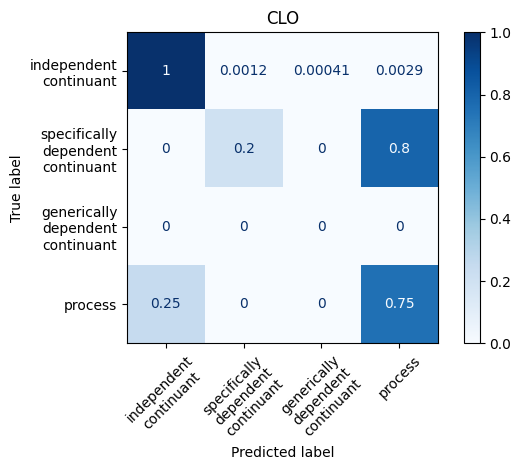 CLO
True label
independent
continuant
specifically
dependent
continuant
generically
dependent
continuant
process
1 0.0012 0.00041 0.0029
0 0.2 0 0.8
0 0 0 0
0.25 0 0 0.75
1.0
0.8
0.6
0.4
0.2
0.0
independent
continuant
specifically
dependent
continuant
generically
dependent
continuant
process
Predicted label